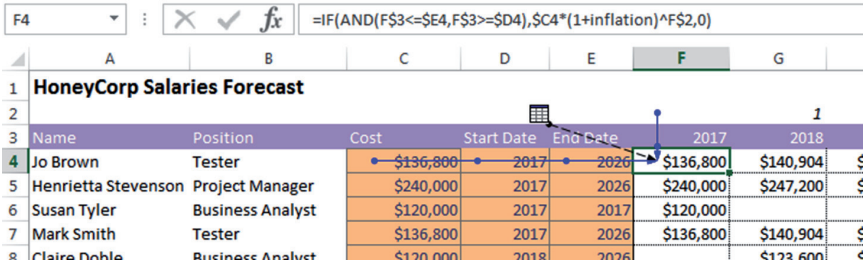 F4 fx =IF(AND(F$3<=$E4,F$3>=$D4),$C4*(1+inflation)^F$2,0)
A B C D E F G
1 HoneyCorp Salaries Forecast
2 1
3 Name Position Cost Start Date End Date 2017 2018
4 Jo Brown Tester $136,800 2017 2026 $136,800 $140,904 $
5 Henrietta Stevenson Project Manager $240,000 2017 2026 $240,000 $247,200 $
6 Susan Tyler Business Analyst $120,000 2017 2017 $120,000
7 Mark Smith Tester $136,800 2017 2026 $136,800 $140,904 $
8 Claire Doble Business Analyst $120,000 2018 2026 $123,600 $